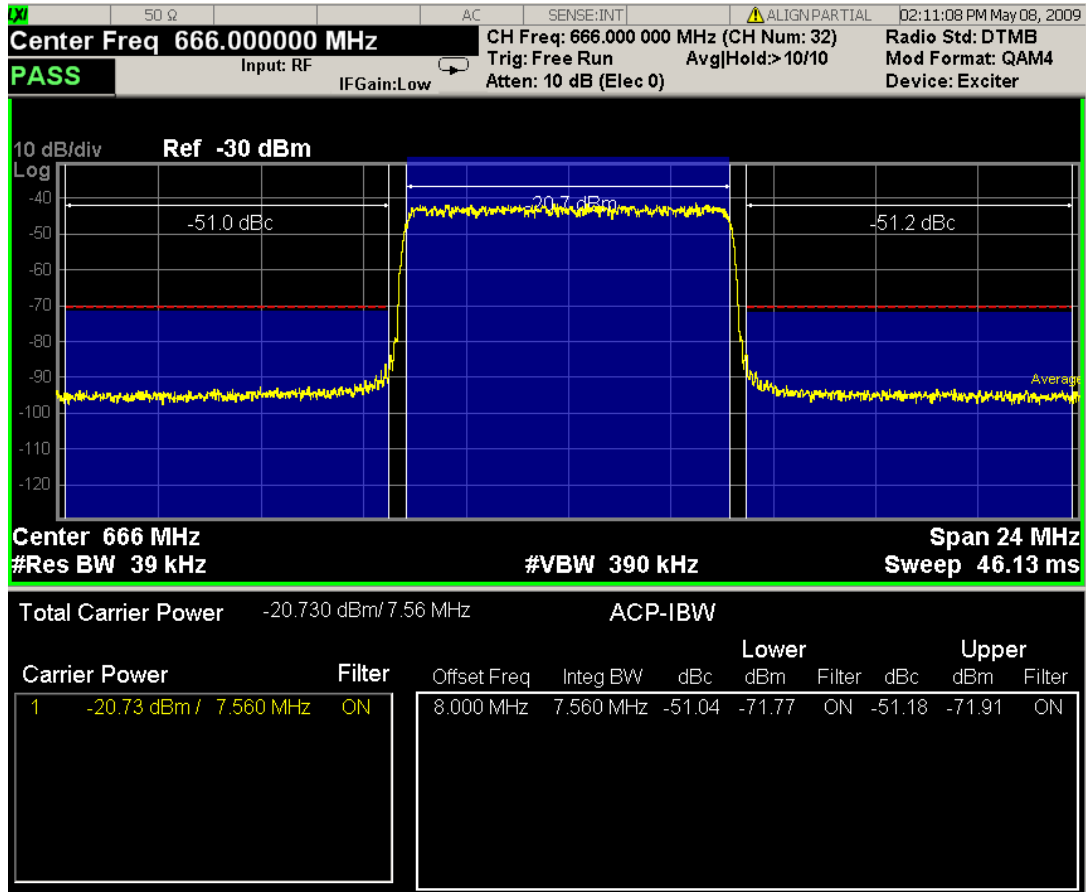 LXI 50 Ω AC SENSE:INT ALIGN PARTIAL 02:11:08 PM May 08, 2009
Center Freq 666.000000 MHz
CH Freq: 666.000 000 MHz (CH Num: 32)
Radio Std: DTMB
PASS
Input: RF
IFGain:Low
Trig: Free Run Avg|Hold:> 10/10
Mod Format: QAM4
Atten: 10 dB (Elec 0)
Device: Exciter
10 dB/div Ref -30 dBm
Log
-40
-20.7 dBm
-51.0 dBc
-51.2 dBc
-50
-60
-70
-80
-90
Average
-100
-110
-120
Center 666 MHz Span 24 MHz
#Res BW 39 kHz #VBW 390 kHz Sweep 46.13 ms
Total Carrier Power -20.730 dBm/ 7.56 MHz ACP-IBW
Lower Upper
Carrier Power Filter Offset Freq Integ BW dBc dBm Filter dBc dBm Filter
1 -20.73 dBm / 7.560 MHz ON 8.000 MHz 7.560 MHz -51.04 -71.77 ON -51.18 -71.91 ON